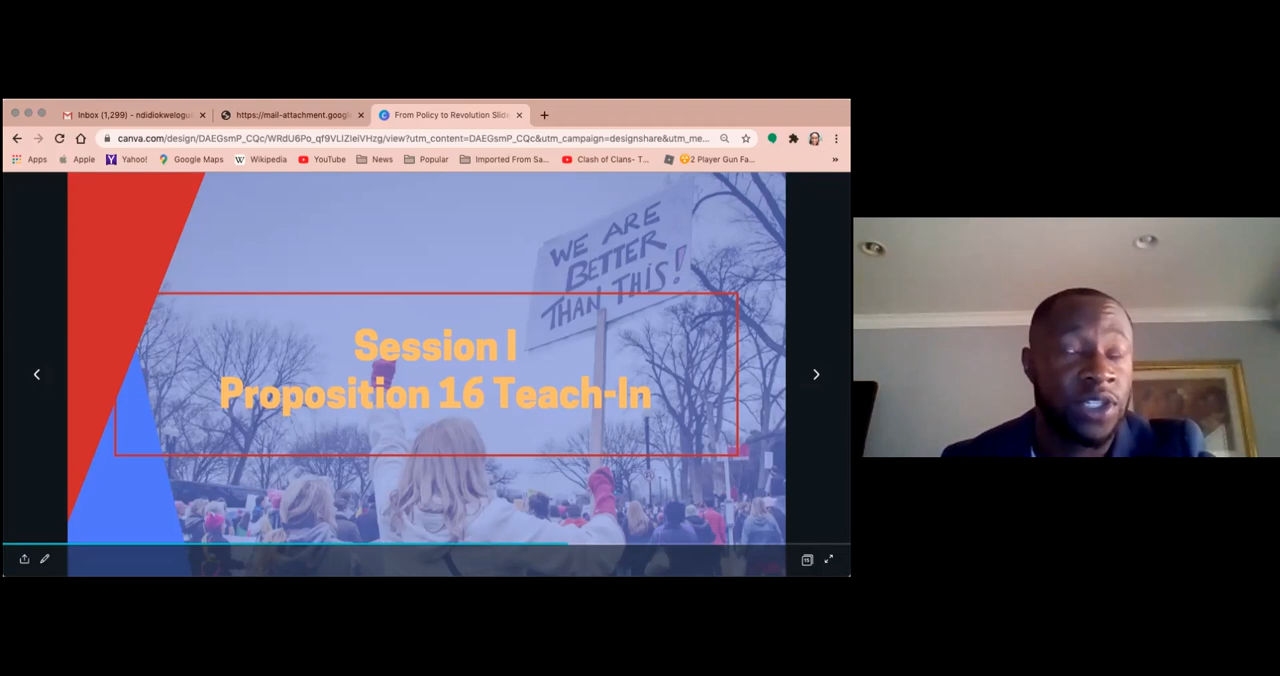 Inbox (1,299) - ndidiokwelogu
https://mail-attachment.googl
From Policy to Revolution Slide
canva.com/design/DAEGsmP_CQc/WRdU6Po_qf9VLIZIeiVHzg/view?utm_content=DAEGsmP_CQc&utm_campaign=designshare&utm_me...
Apps
Apple
Yahoo!
Google Maps
Wikipedia
YouTube
News
Popular
Imported From Sa...
Clash of Clans- T...
2 Player Gun Fa...
WE ARE
BETTER
THAN THIS!
Session I
Proposition 16 Teach-In
15